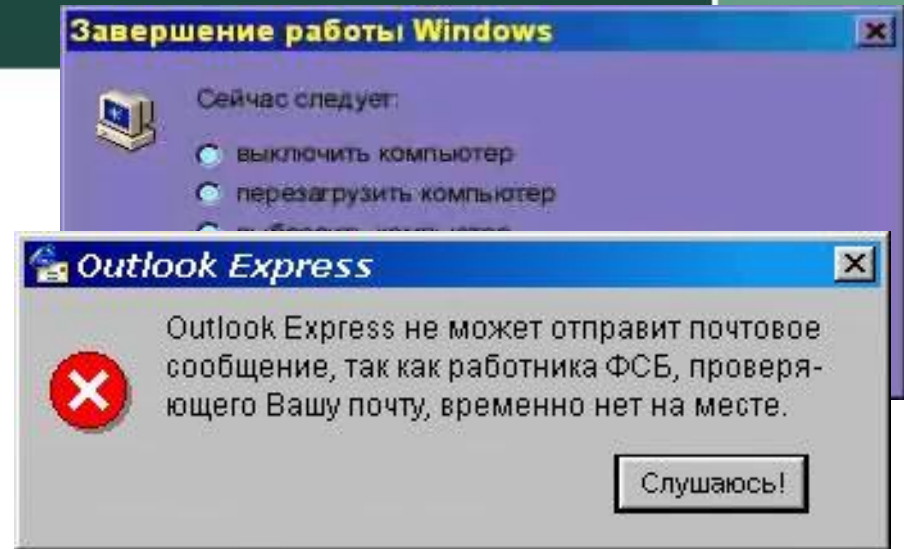 Завершение работы Windows
Сейчас следует:
выключить компьютер
перезагрузить компьютер
Outlook Express
Outlook Express не может отправит почтовое
сообщение, так как работника ФСБ, проверя-
ющего Вашу почту, временно нет на месте.
Слушаюсь!